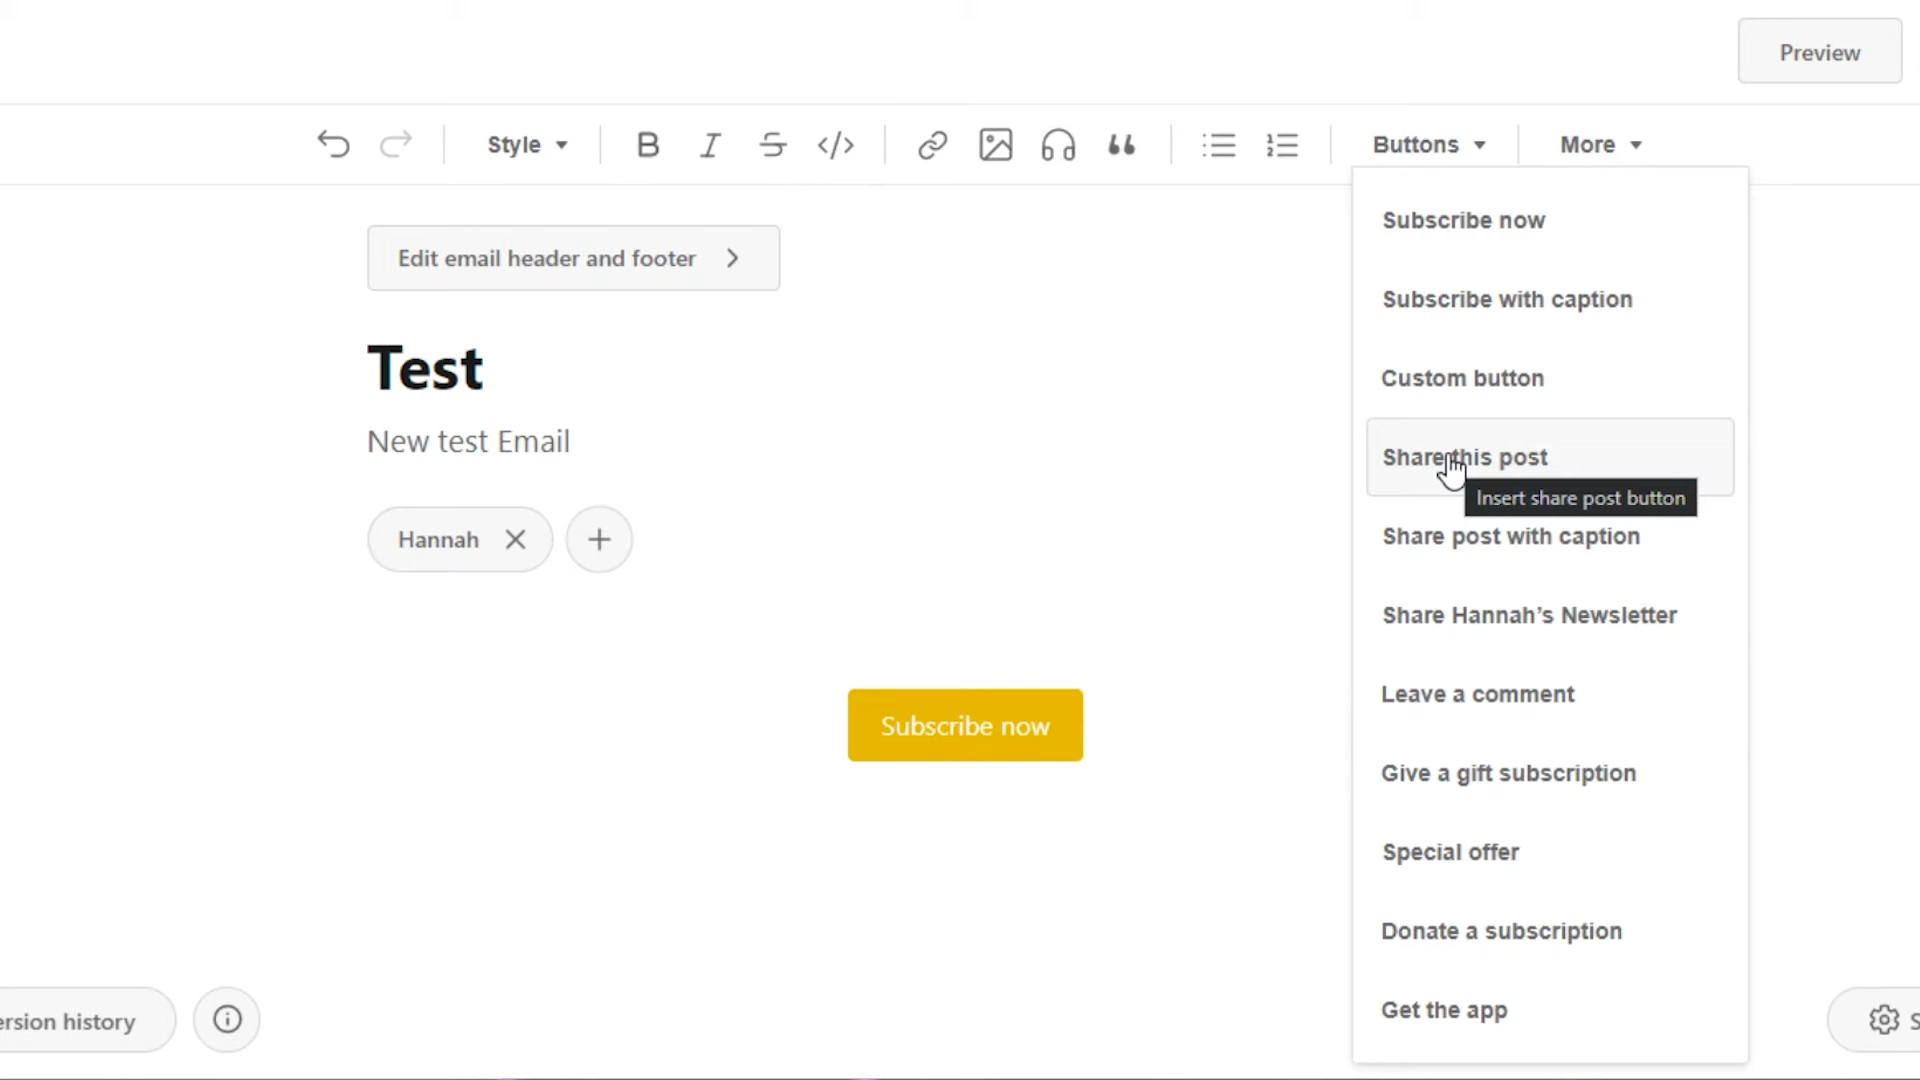 Preview
Style
Buttons
More
Edit email header and footer
Test
New test Email
Hannah
Subscribe now
Subscribe now
Subscribe with caption
Custom button
Share this post
Insert share post button
Share post with caption
Share Hannah’s Newsletter
Leave a comment
Give a gift subscription
Special offer
Donate a subscription
Get the app
ersion history
S